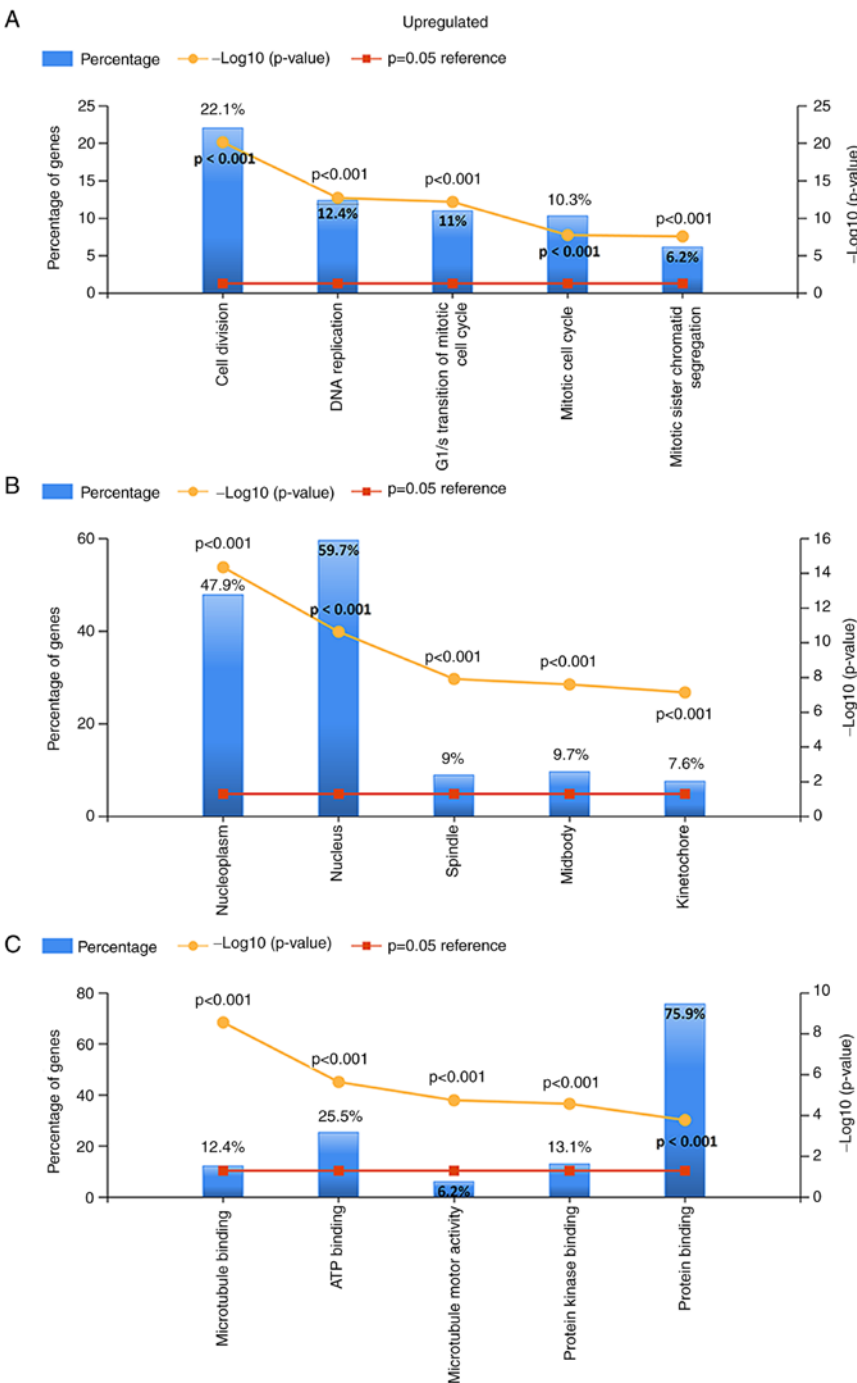 A
Upregulated
Percentage
−Log10 (p-value)
p=0.05 reference
25
20
15
10
5
0
Percentage of genes
22.1%
p < 0.001
p<0.001
12.4%
p<0.001
11%
10.3%
p < 0.001
p<0.001
6.2%
25
20
15
10
5
0
−Log10 (p-value)
Cell division
DNA replication
G1/s transition of mitotic
cell cycle
Mitotic cell cycle
Mitotic sister chromatid
segregation
B
Percentage
−Log10 (p-value)
p=0.05 reference
60
40
20
0
Percentage of genes
p<0.001
47.9%
59.7%
p < 0.001
p<0.001
9%
p<0.001
9.7%
p<0.001
7.6%
16
14
12
10
8
6
4
2
0
−Log10 (p-value)
Nucleoplasm
Nucleus
Spindle
Midbody
Kinetochore
C
Percentage
−Log10 (p-value)
p=0.05 reference
80
60
40
20
0
Percentage of genes
p<0.001
12.4%
p<0.001
25.5%
p<0.001
6.2%
p<0.001
13.1%
75.9%
p < 0.001
10
8
6
4
2
0
−Log10 (p-value)
Microtubule binding
ATP binding
Microtubule motor activity
Protein kinase binding
Protein binding